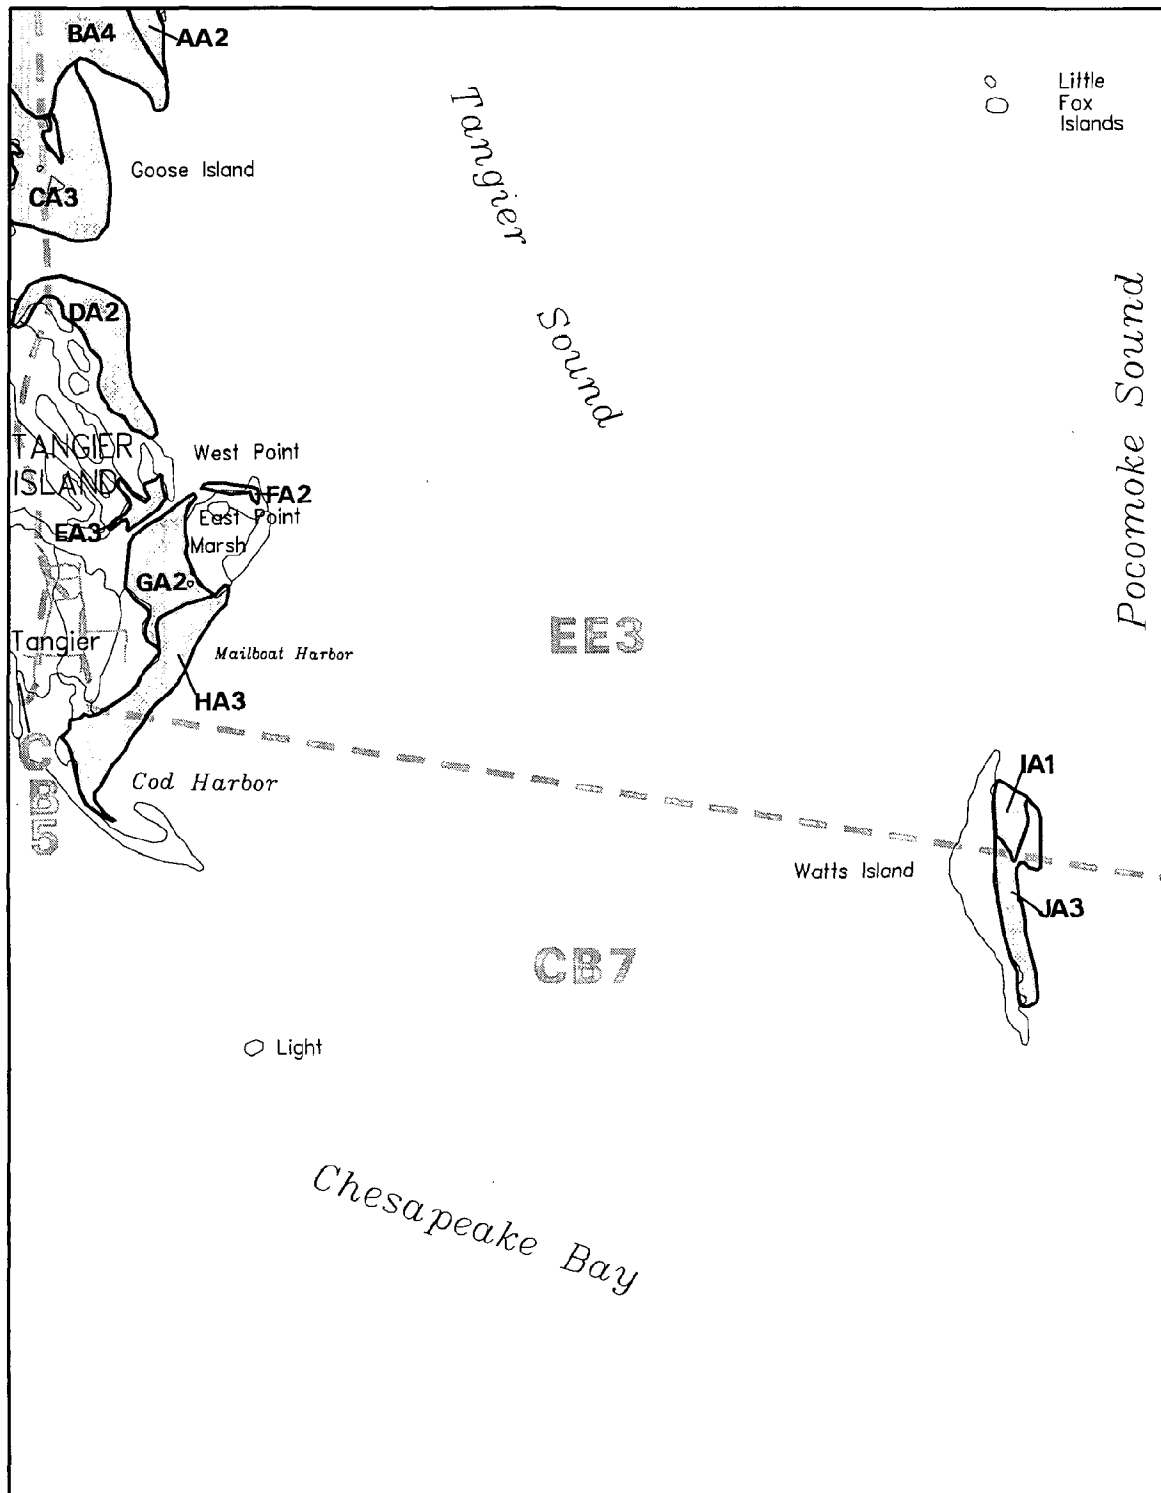 BA4
AA2
Little
Fox
Islands
Goose Island
CA3
Tangier
Sound
DA2
Pocomoke Sound
TANGIER
ISLAND
West Point
FA2
East Point
Marsh
EA3
GA2
EE3
Tangier
Mailboat Harbor
HA3
CB5
Cod Harbor
IA1
Watts Island
JA3
CB7
Light
Chesapeake Bay